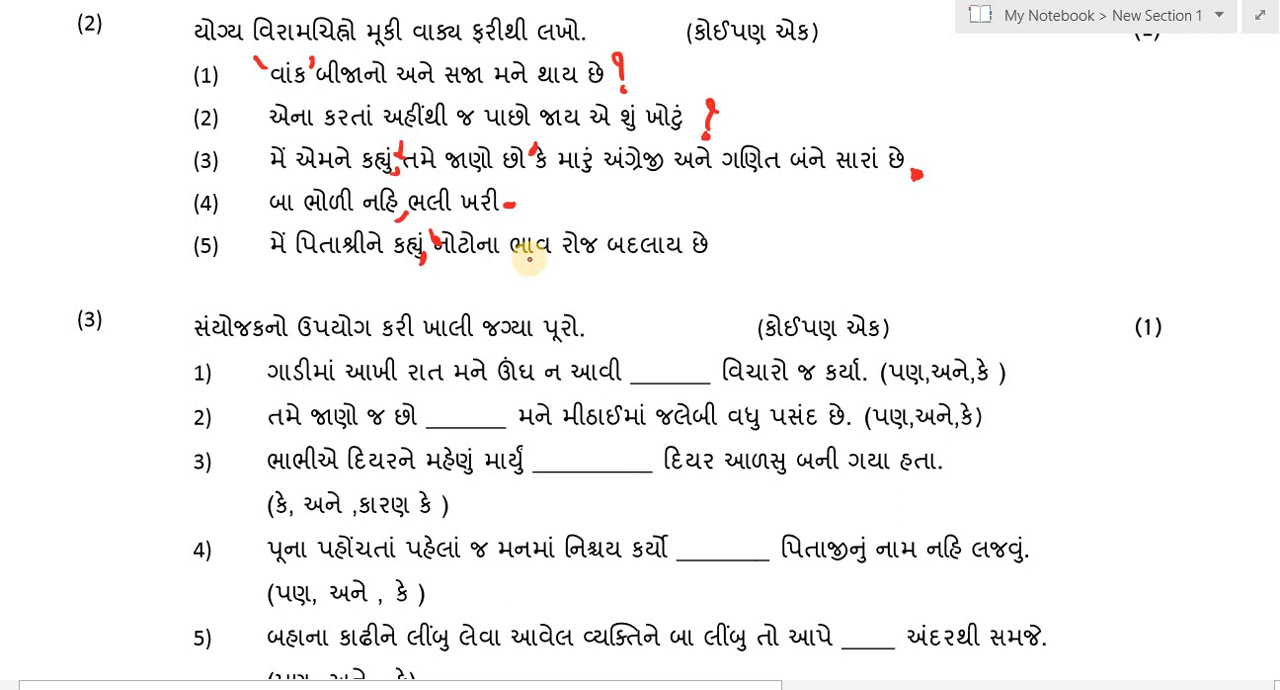 My Notebook > New Section 1
(2) યોગ્ય વિરામચિહ્નો મૂકી વાક્ય ફરીથી લખો. (કોઈપણ એક)
(1) 'વાંક' બીજાનો અને સજા મને થાય છે !
(2) એના કરતાં અહીંથી જ પાછો જાય એ શું ખોટું ?
(3) મેં એમને કહ્યું, 'તમે જાણો છો' કે મારું અંગ્રેજી અને ગણિત બંને સારાં છે.
(4) બા ભોળી નહિ, ભલી ખરી.
(5) મેં પિતાશ્રીને કહ્યું, 'નોટોના ભાવ રોજ બદલાય છે
(3) સંયોજકનો ઉપયોગ કરી ખાલી જગ્યા પૂરો. (કોઈપણ એક) (1)
1) ગાડીમાં આખી રાત મને ઊંઘ ન આવી ______ વિચારો જ કર્યા. (પણ,અને,કે )
2) તમે જાણો જ છો ______ મને મીઠાઈમાં જલેબી વધુ પસંદ છે. (પણ,અને,કે)
3) ભાભીએ દિયરને મહેણું માર્યું _________ દિયર આળસુ બની ગયા હતા.
(કે, અને ,કારણ કે )
4) પૂના પહોંચતાં પહેલાં જ મનમાં નિશ્ચય કર્યો _______ પિતાજીનું નામ નહિ લજવું.
(પણ, અને , કે )
5) બહાના કાઢીને લીંબુ લેવા આવેલ વ્યક્તિને બા લીંબુ તો આપે ____ અંદરથી સમજે.